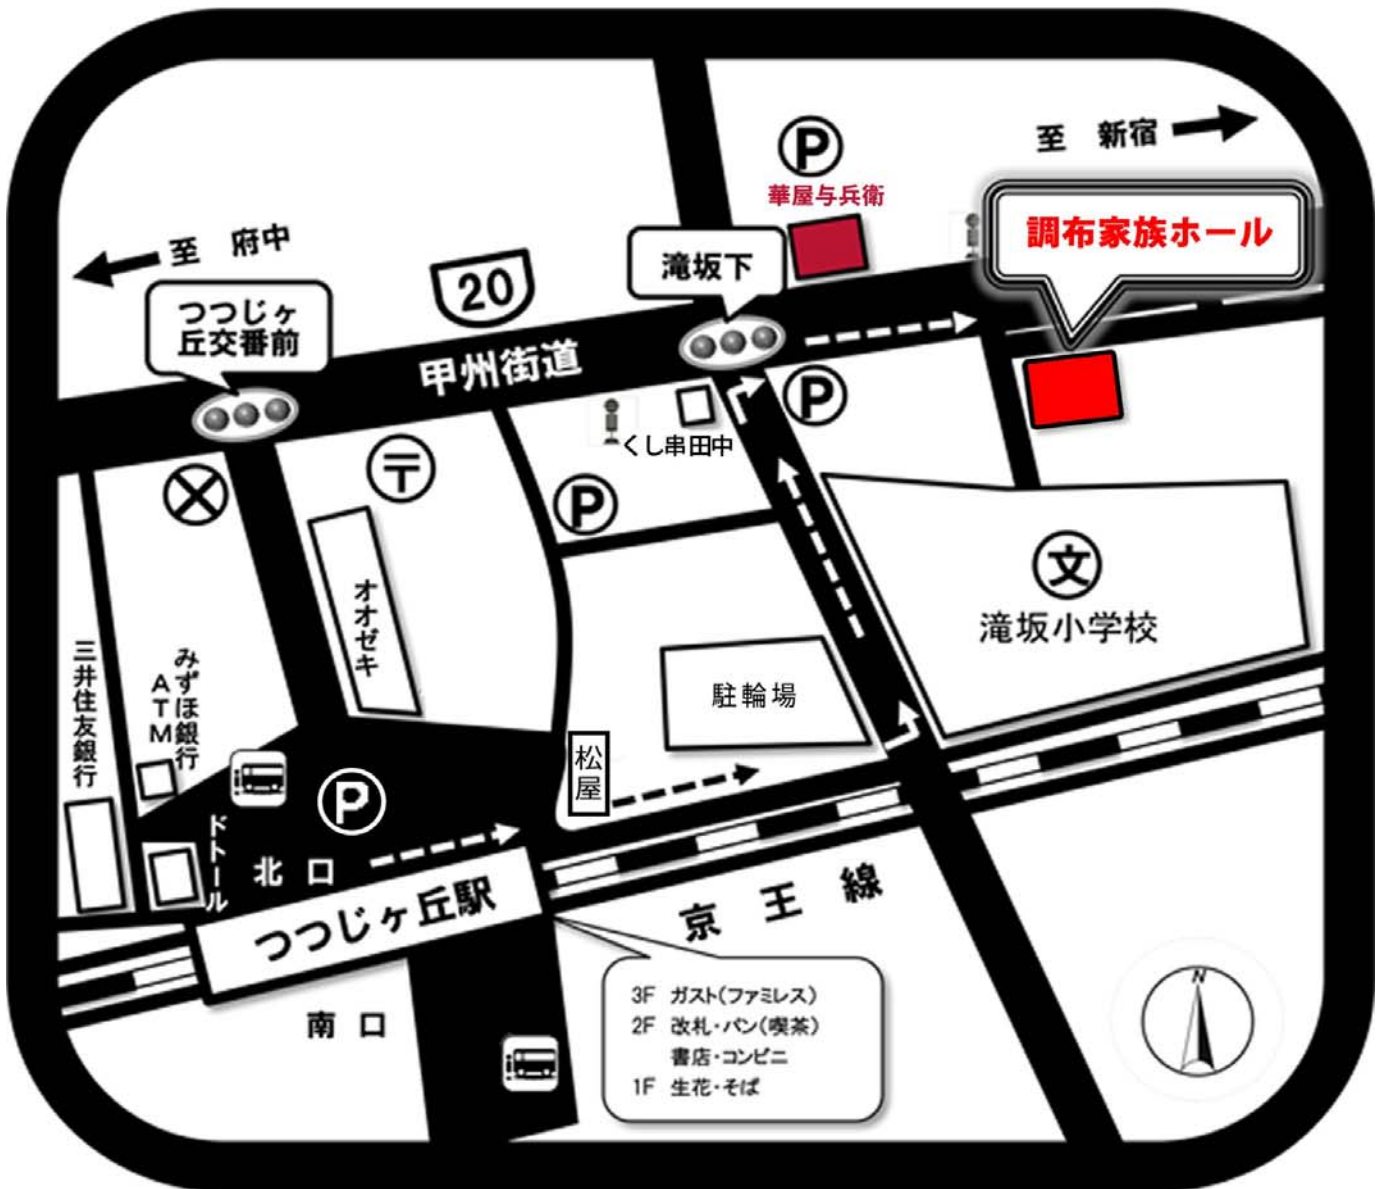 至 新宿
P
華屋与兵衛
調布家族ホール
至 府中
20
滝坂下
つつじヶ
丘交番前
甲州街道
P
くし串田中
〒
P
文
滝坂小学校
オオゼキ
駐輪場
三井住友銀行
みずほ銀行
ATM
松屋
P
ドトール
北口
つつじヶ丘駅
京王線
南口
3F ガスト(ファミレス)
2F 改札・パン(喫茶)
書店・コンビニ
1F 生花・そば
N